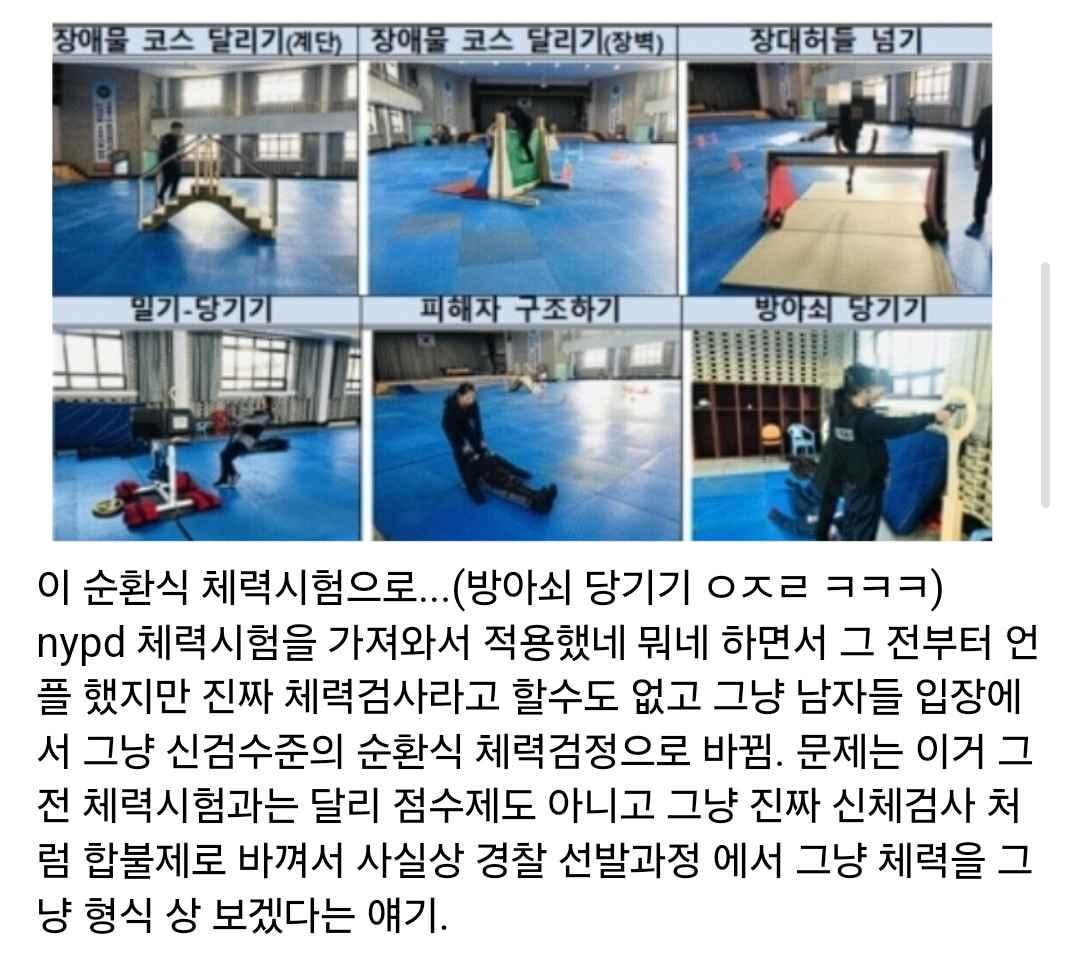 장애물 코스 달리기(계단) 장애물 코스 달리기(장벽) 장대허들 넘기
밀기-당기기 피해자 구조하기 방아쇠 당기기
이 순환식 체력시험으로...(방아쇠 당기기 ㅇㅈㄹ ㅋㅋㅋ)
nypd 체력시험을 가져와서 적용했네 뭐네 하면서 그 전부터 언
플 했지만 진짜 체력검사라고 할수도 없고 그냥 남자들 입장에
서 그냥 신검수준의 순환식 체력검정으로 바뀜. 문제는 이거 그
전 체력시험과는 달리 점수제도 아니고 그냥 진짜 신체검사 처
럼 합불제로 바껴서 사실상 경찰 선발과정 에서 그냥 체력을 그
냥 형식 상 보겠다는 얘기.